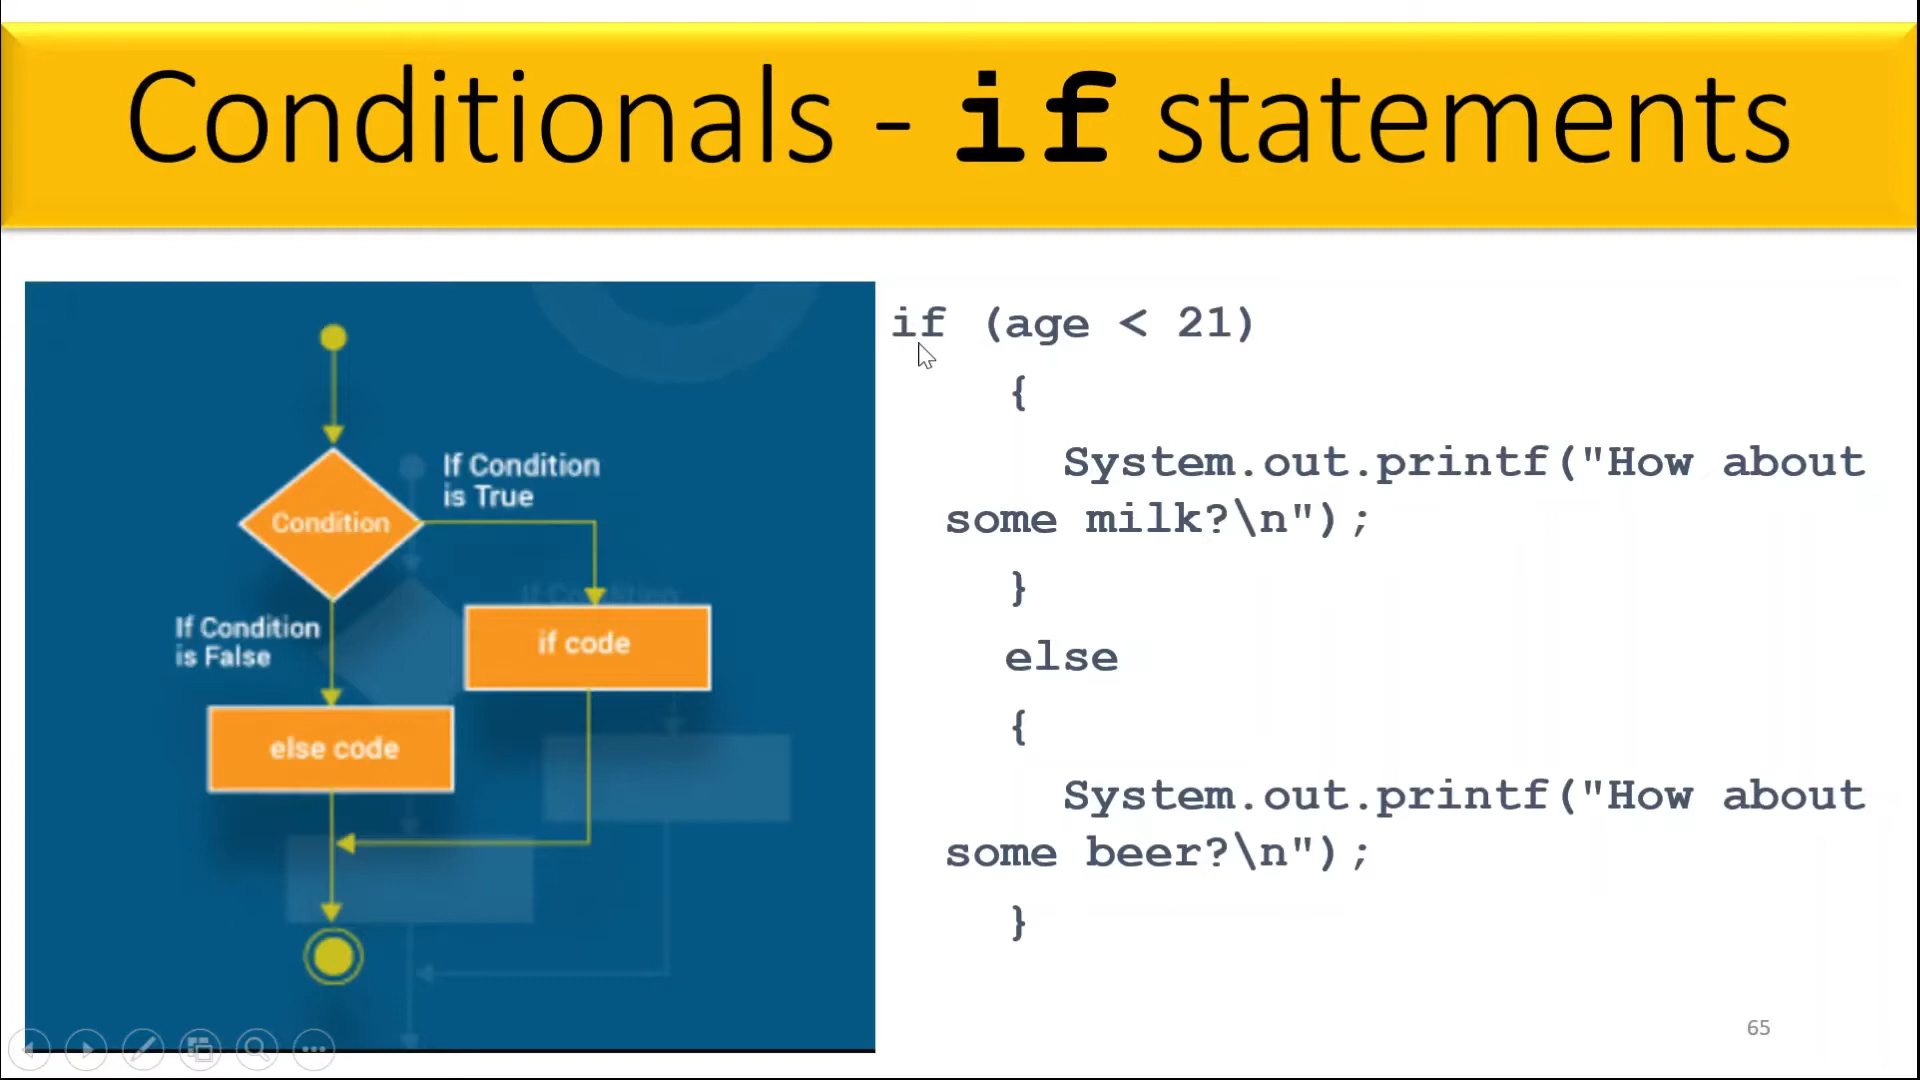 Conditionals - if statements
If Condition
is True
Condition
If Condition
is False
if code
else code
if (age < 21)
{
System.out.printf("How about
some milk?\n");
}
else
{
System.out.printf("How about
some beer?\n");
}
65